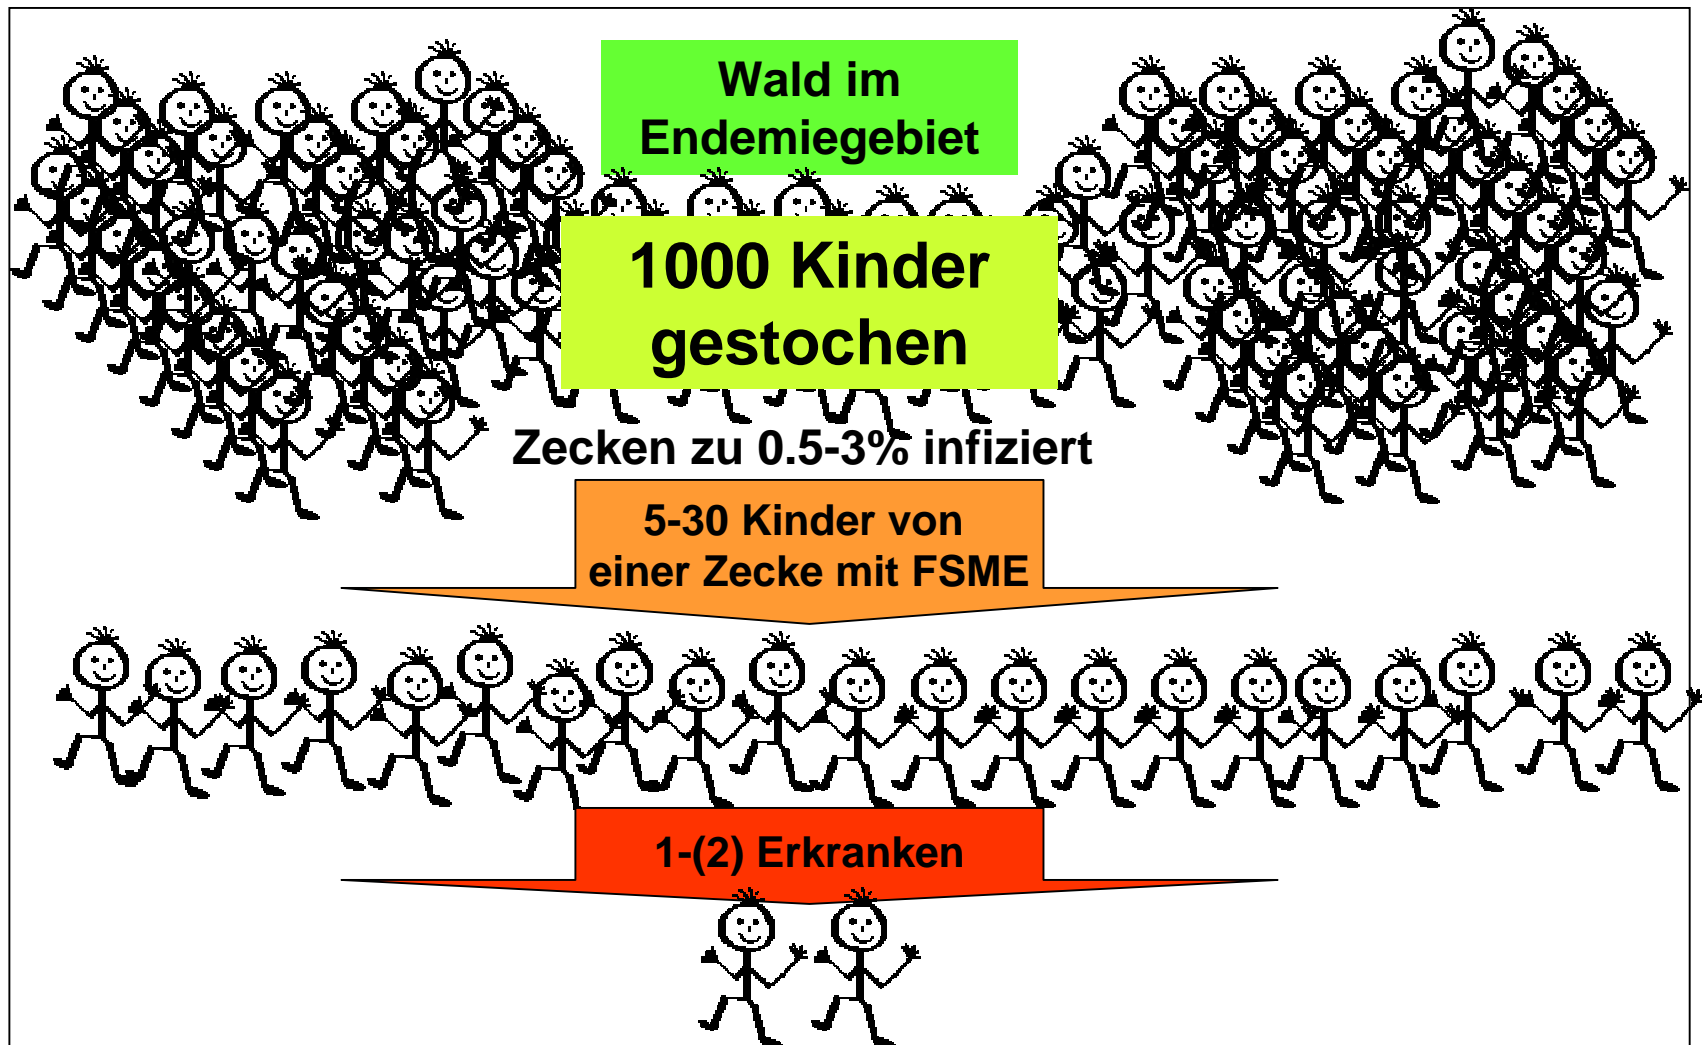 Wald im
Endemiegebiet
1000 Kinder
gestochen
Zecken zu 0.5-3% infiziert
5-30 Kinder von
einer Zecke mit FSME
1-(2) Erkranken